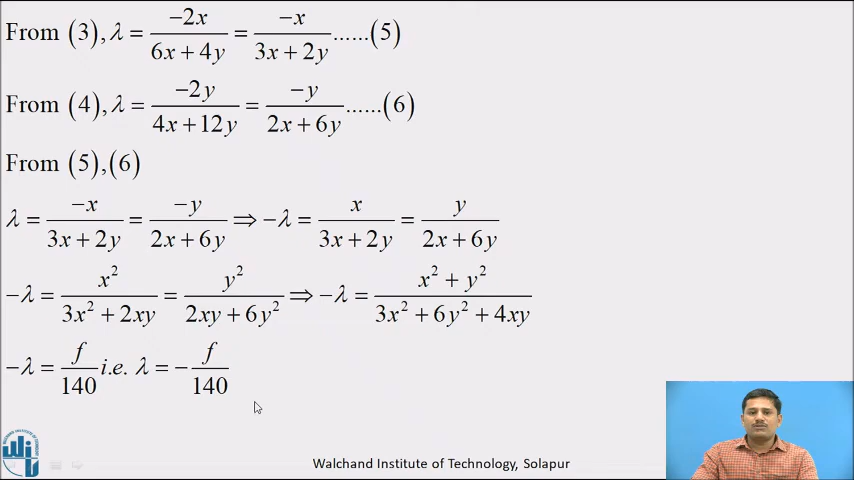 From (3), λ = -2x / (6x + 4y) = -x / (3x + 2y) ......(5)
From (4), λ = -2y / (4x + 12y) = -y / (2x + 6y) ......(6)
From (5),(6)
λ = -x / (3x + 2y) = -y / (2x + 6y) ⇒ -λ = x / (3x + 2y) = y / (2x + 6y)
-λ = x² / (3x² + 2xy) = y² / (2xy + 6y²) ⇒ -λ = (x² + y²) / (3x² + 6y² + 4xy)
-λ = f / 140 i.e. λ = - f / 140
Walchand Institute of Technology, Solapur